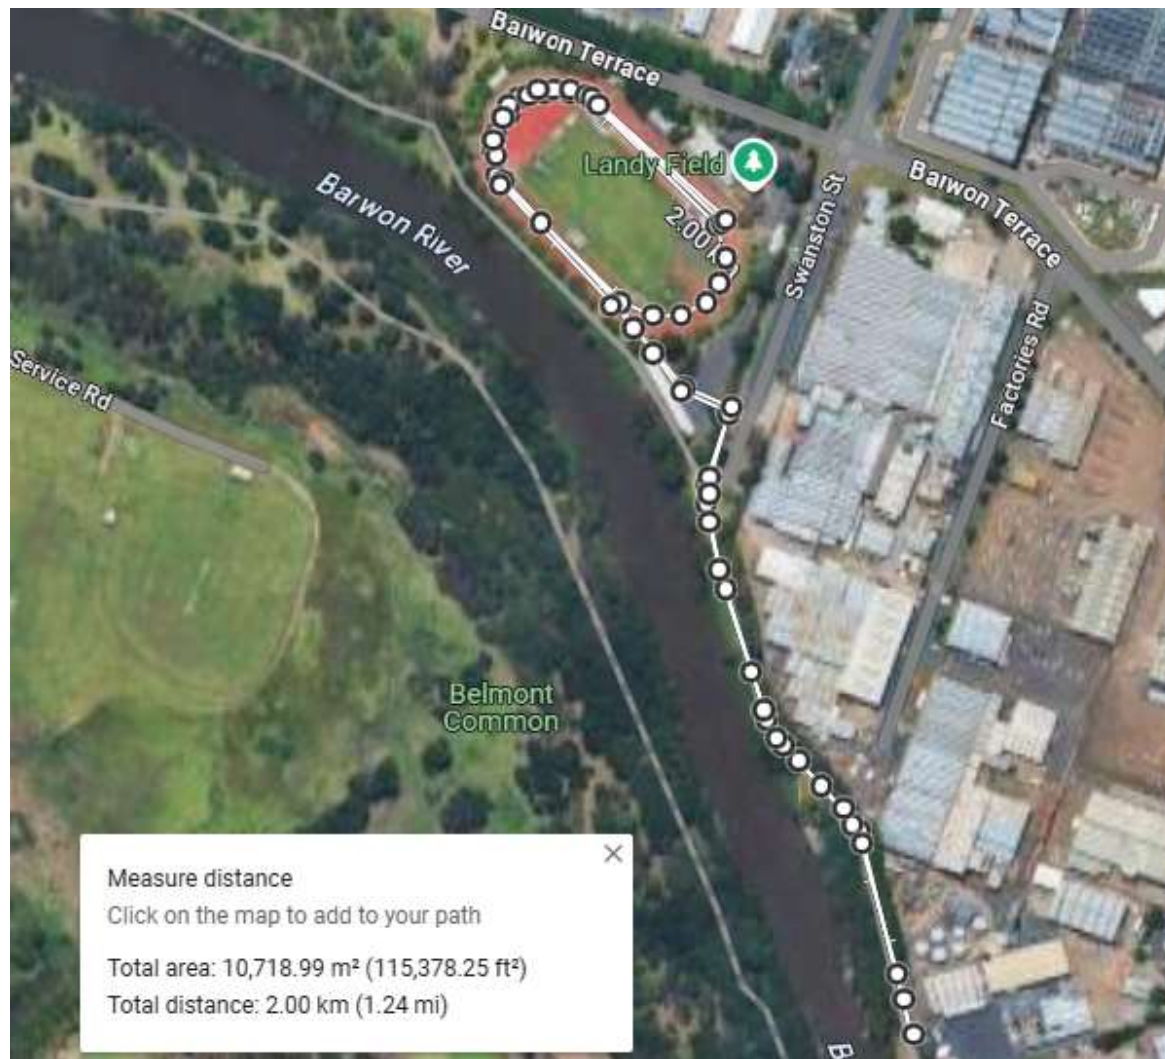 Barwon Terrace
Landy Field
2.00
Barwon River
Swanston St
Barwon Terrace
Factories Rd
Service Rd
Belmont
Common
Measure distance
Click on the map to add to your path
Total area: 10,718.99 m² (115,378.25 ft²)
Total distance: 2.00 km (1.24 mi)
B